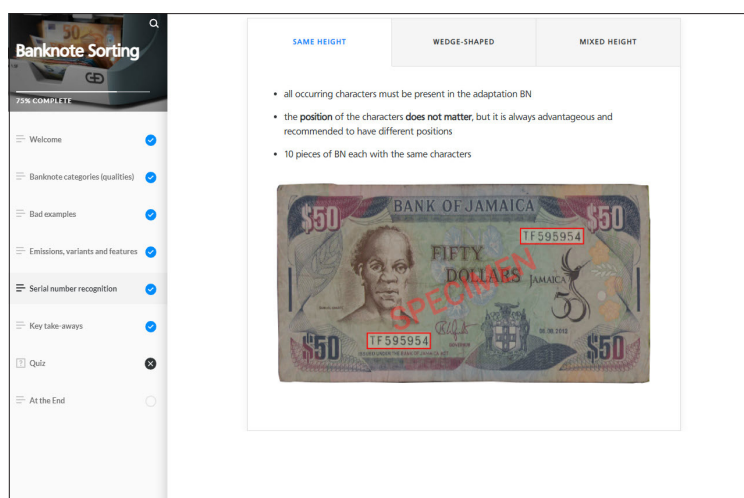 Banknote Sorting
75% COMPLETE
Welcome
Banknote categories (qualities)
Bad examples
Emissions, variants and features
Serial number recognition
Key take-aways
Quiz
At the End
SAME HEIGHT
WEDGE-SHAPED
MIXED HEIGHT
• all occurring characters must be present in the adaptation BN
• the position of the characters does not matter, but it is always advantageous and
recommended to have different positions
• 10 pieces of BN each with the same characters
BANK OF JAMAICA
$50
$50
TF595954
FIFTY
DOLLARS
JAMAICA
50
SPECIMEN
TF595954
GOVERNOR
$50
$50